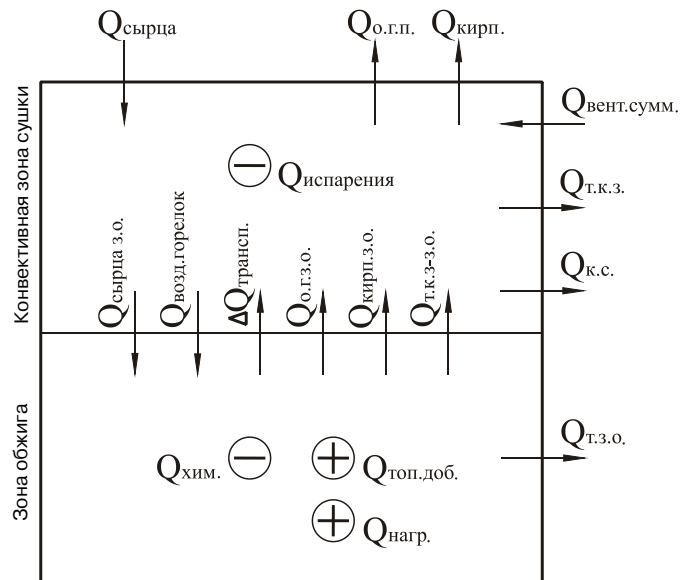 Qсырца
Qо.г.п.
Qкирп.
Qвент.сумм.
Конвективная зона сушки
Qиспарения
Qт.к.з.
Qсырца з.о.
Qвозд.горелок
ΔQтрансп.
Qо.г.з.о.
Qкирп.з.о.
Qт.к.з-з.о.
Qк.с.
Зона обжига
Qхим.
Qтоп.доб.
Qт.з.о.
Qнагр.